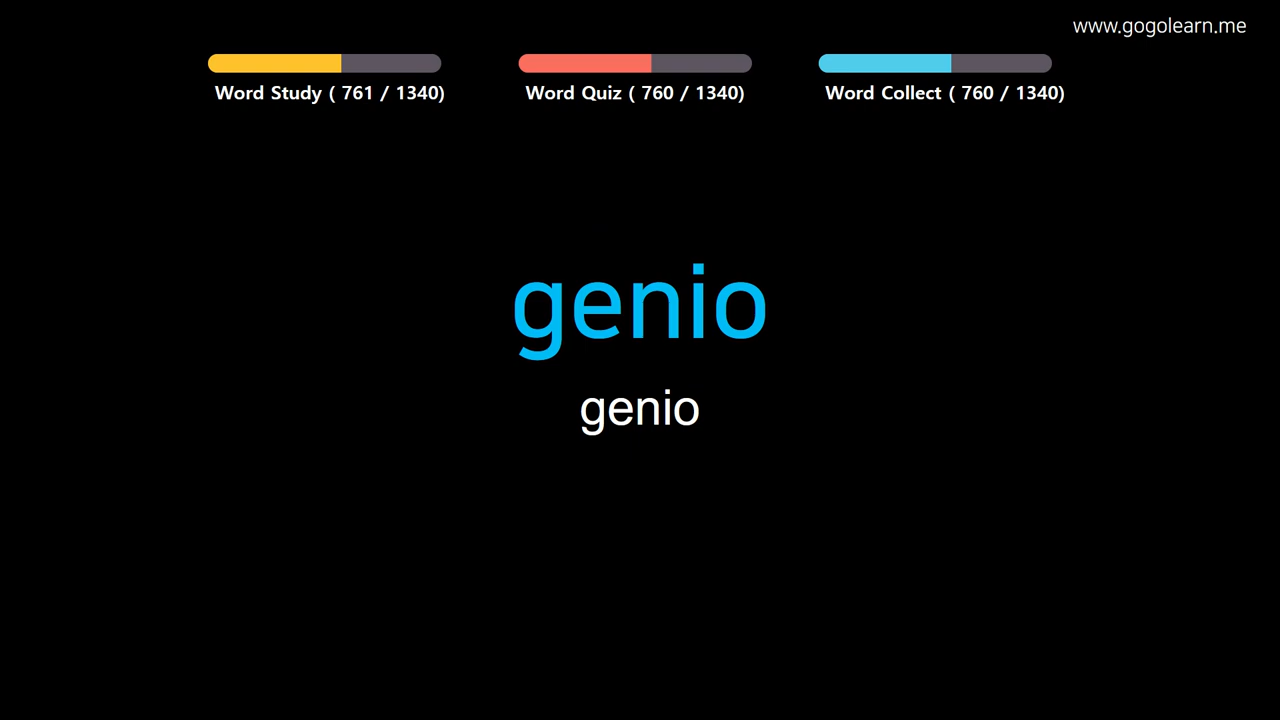 www.gogolearn.me
Word Study ( 761 / 1340)
Word Quiz ( 760 / 1340)
Word Collect ( 760 / 1340)
genio
genio